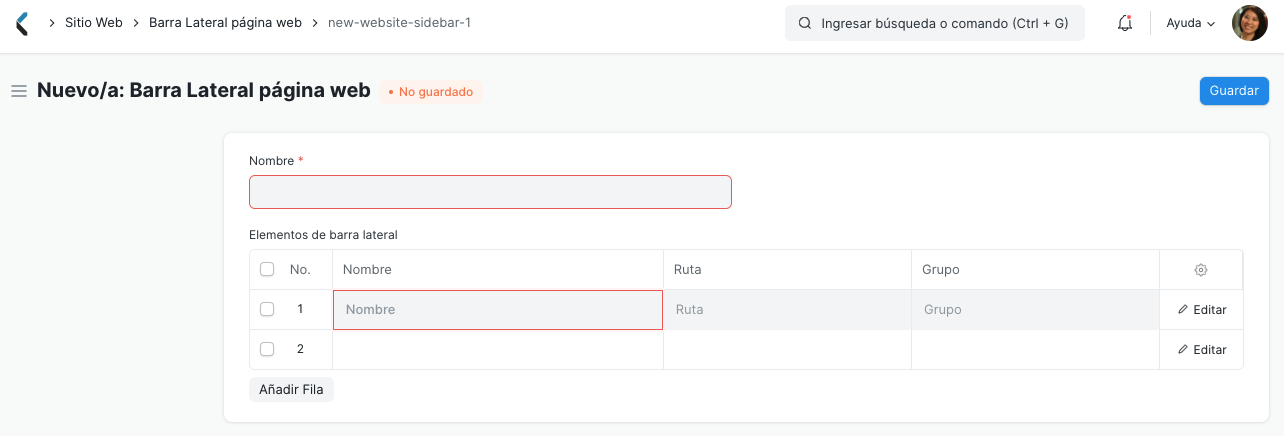 Sitio Web Barra Lateral página web new-website-sidebar-1 Ingresar búsqueda o comando (Ctrl + G) Ayuda
Nuevo/a: Barra Lateral página web • No guardado Guardar
Nombre *
Elementos de barra lateral
No. Nombre Ruta Grupo
1 Nombre Ruta Grupo Editar
2 Editar
Añadir Fila